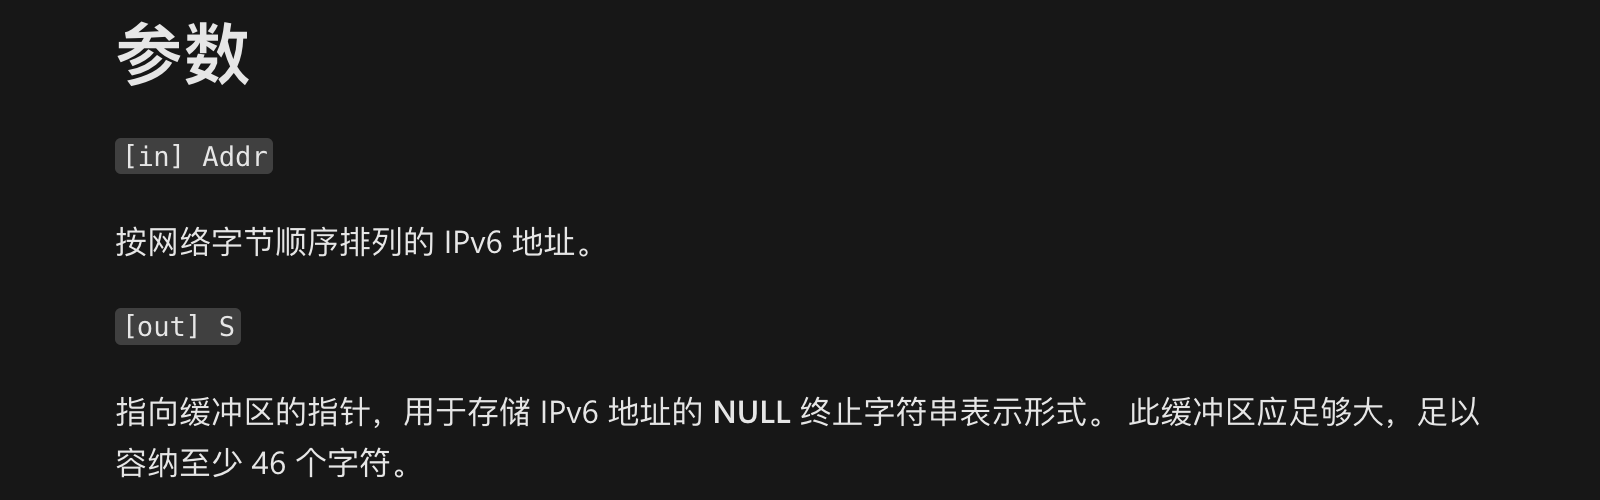 参数
[in] Addr
按网络字节顺序排列的 IPv6 地址。
[out] S
指向缓冲区的指针，用于存储 IPv6 地址的 NULL 终止字符串表示形式。 此缓冲区应足够大，足以
容纳至少 46 个字符。